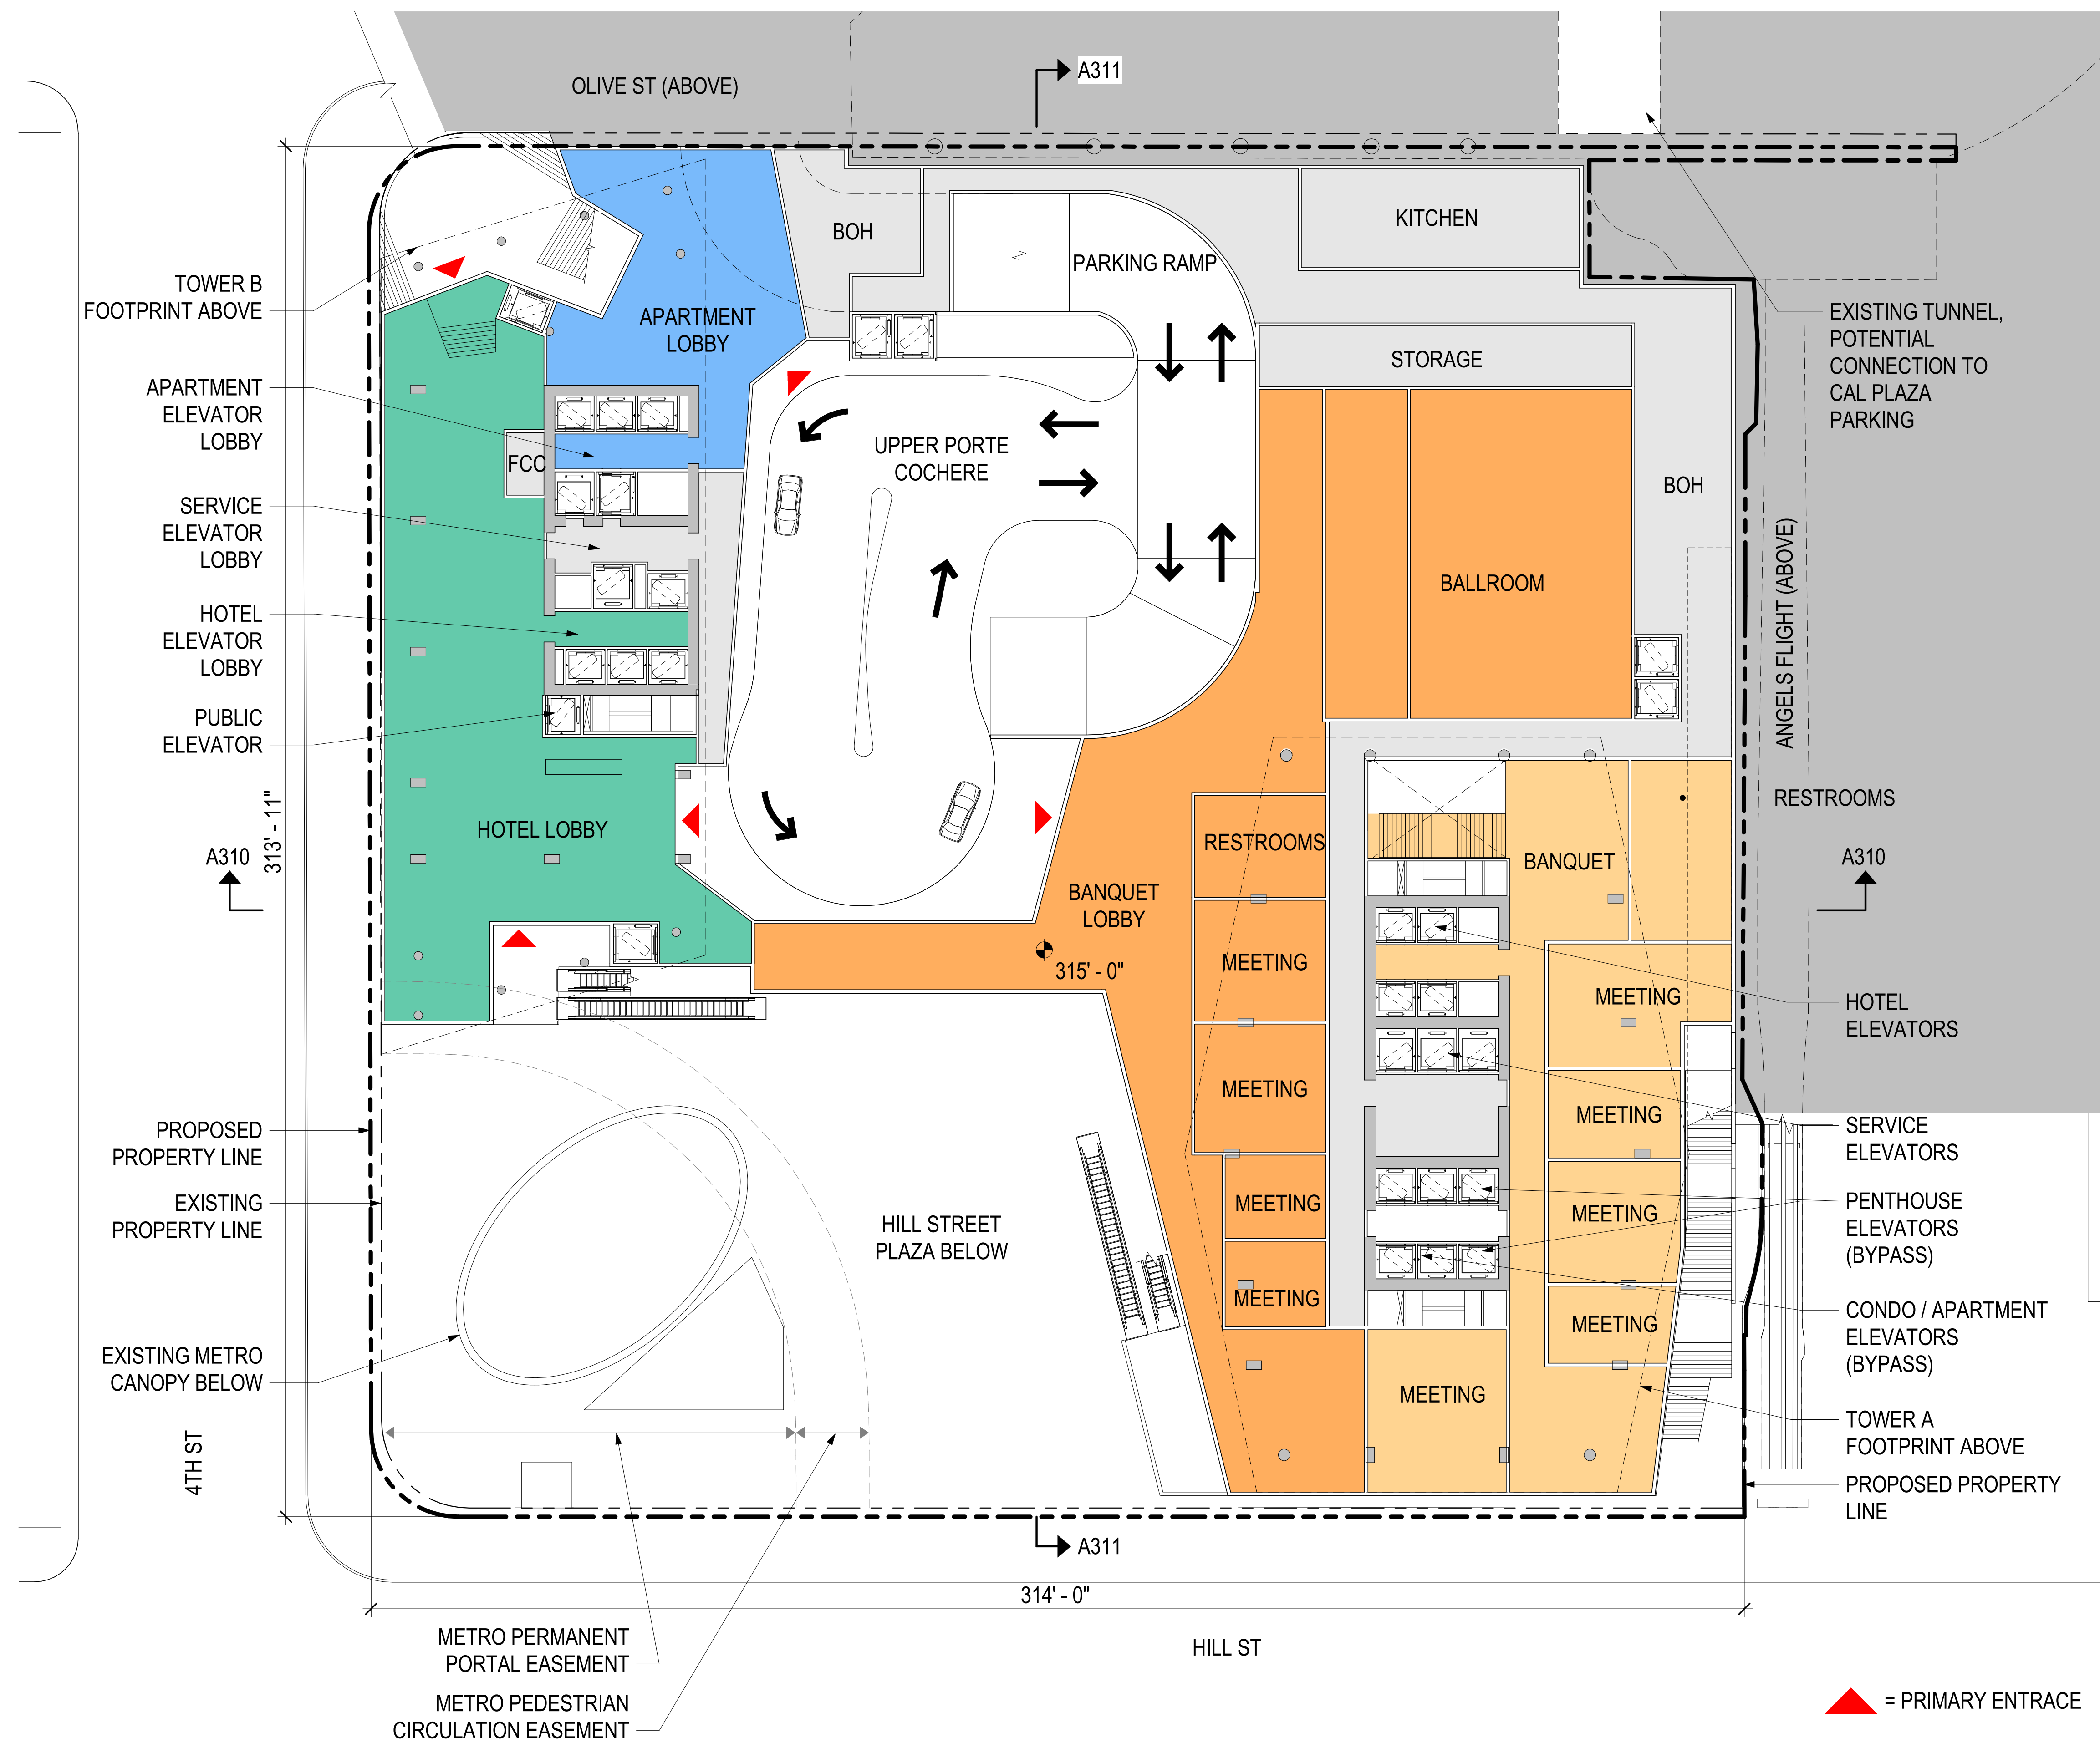 A311
OLIVE ST (ABOVE)
BOH
KITCHEN
PARKING RAMP
TOWER B
FOOTPRINT ABOVE
APARTMENT
LOBBY
EXISTING TUNNEL,
POTENTIAL
CONNECTION TO
CAL PLAZA
PARKING
STORAGE
APARTMENT
ELEVATOR
LOBBY
UPPER PORTE
COCHERE
FCC
BOH
SERVICE
ELEVATOR
LOBBY
ANGELS FLIGHT (ABOVE)
BALLROOM
HOTEL
ELEVATOR
LOBBY
PUBLIC
ELEVATOR
RESTROOMS
313' - 11"
HOTEL LOBBY
RESTROOMS
BANQUET
A310
A310
BANQUET
LOBBY
315' - 0"
MEETING
MEETING
HOTEL
ELEVATORS
MEETING
MEETING
SERVICE
ELEVATORS
PROPOSED
PROPERTY LINE
EXISTING
PROPERTY LINE
HILL STREET
PLAZA BELOW
MEETING
MEETING
PENTHOUSE
ELEVATORS
(BYPASS)
MEETING
MEETING
CONDO / APARTMENT
ELEVATORS
(BYPASS)
EXISTING METRO
CANOPY BELOW
MEETING
TOWER A
FOOTPRINT ABOVE
4TH ST
PROPOSED PROPERTY
LINE
A311
314' - 0"
METRO PERMANENT
PORTAL EASEMENT
HILL ST
METRO PEDESTRIAN
CIRCULATION EASEMENT
= PRIMARY ENTRACE